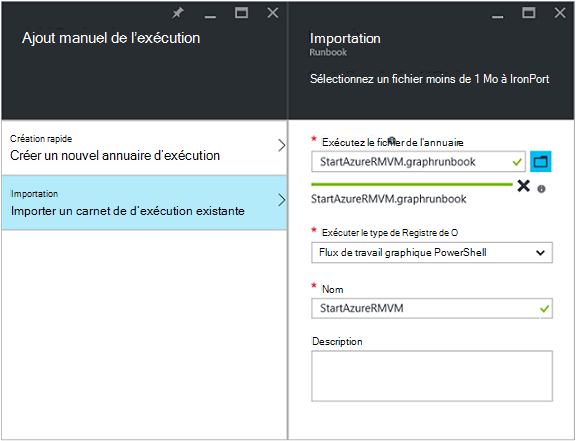 Ajout manuel de l'exécution
Création rapide
Créer un nouvel annuaire d'exécution
Importation
Importer un carnet de d'exécution existante
Importation
Runbook
Sélectionnez un fichier moins de 1 Mo à IronPort
* Exécutez le fichier de l'annuaire
StartAzureRMVM.graphrunbook
StartAzureRMVM.graphrunbook
* Exécuter le type de Registre de O
Flux de travail graphique PowerShell
* Nom
StartAzureRMVM
Description